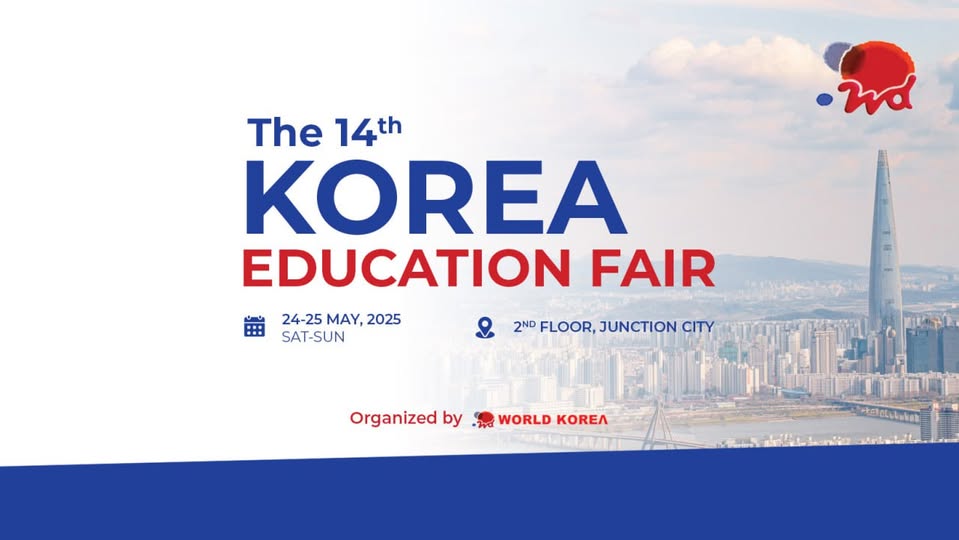 wd
The 14th
KOREA
EDUCATION FAIR
24-25 MAY, 2025
SAT-SUN
2ND FLOOR, JUNCTION CITY
Organized by WORLD KOREA